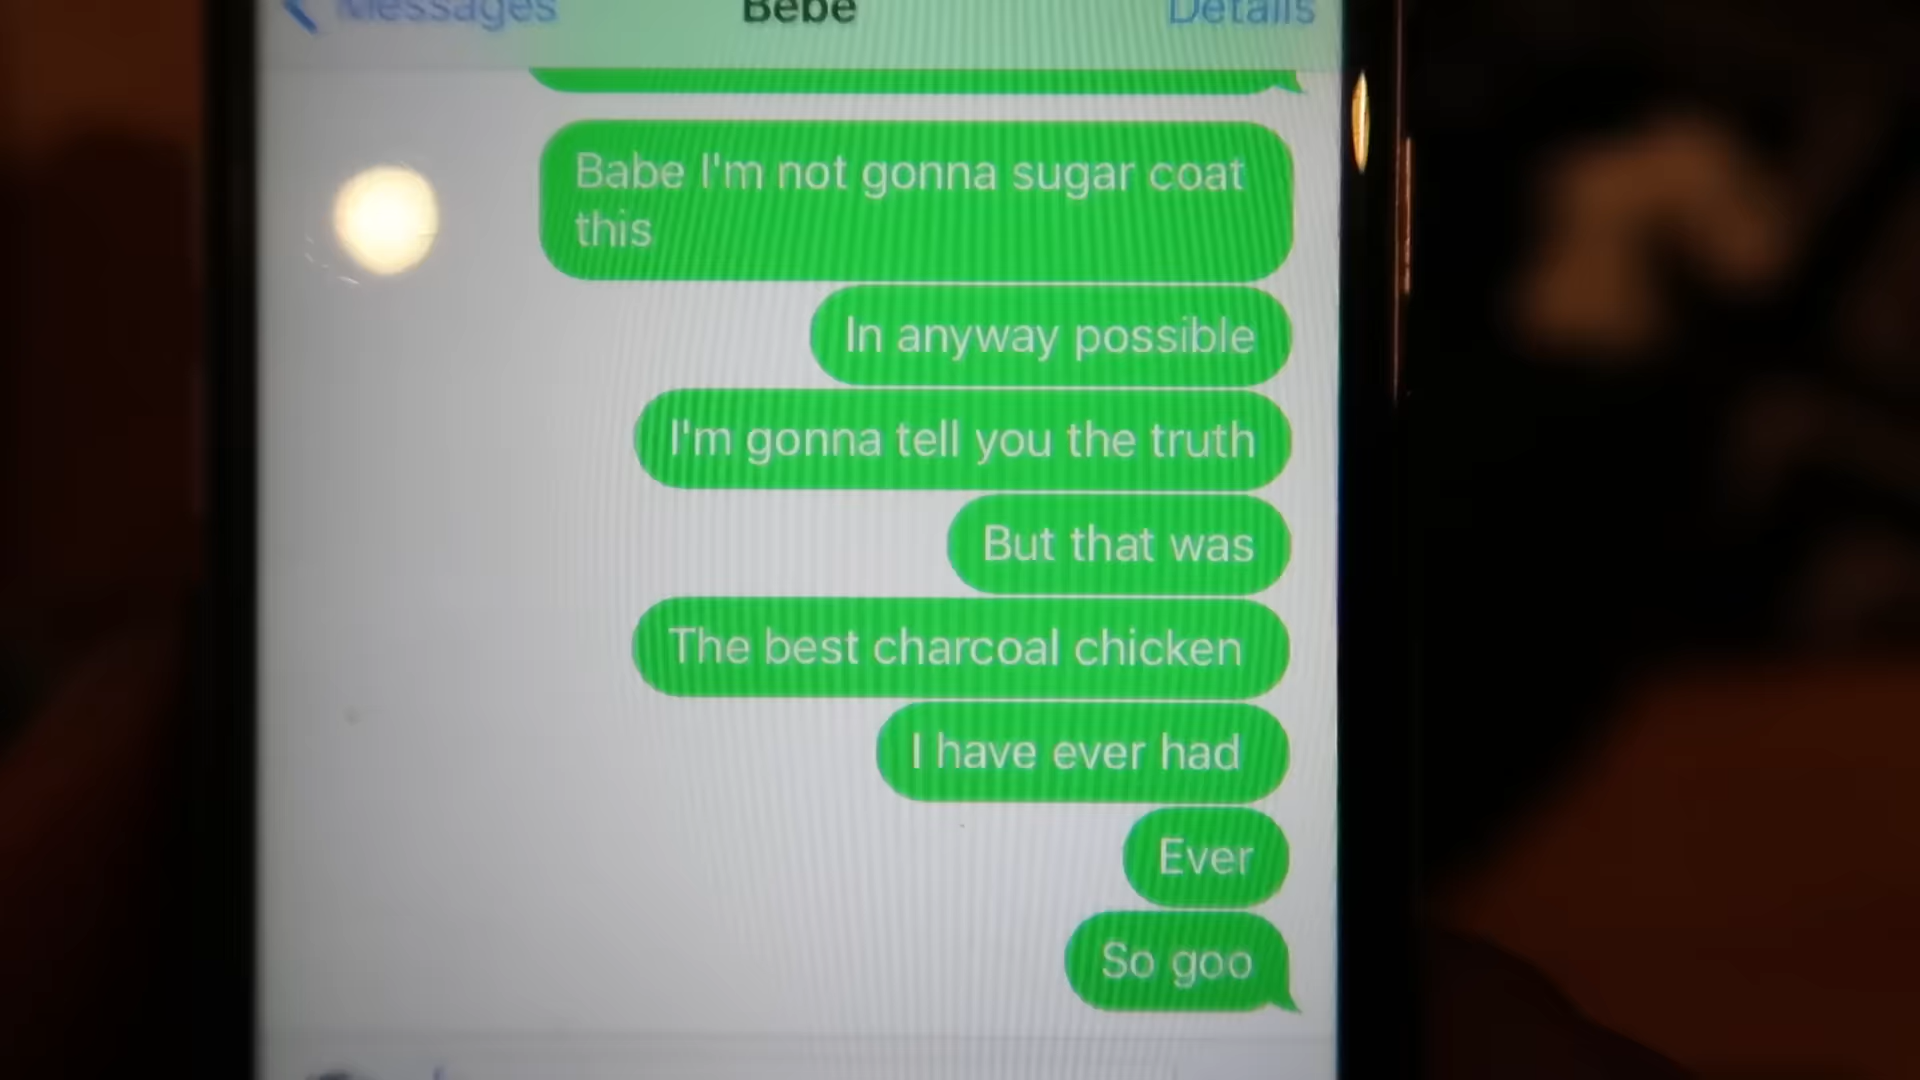 Messages Bebe Details
Babe I'm not gonna sugar coat
this
In anyway possible
I'm gonna tell you the truth
But that was
The best charcoal chicken
I have ever had
Ever
So goo